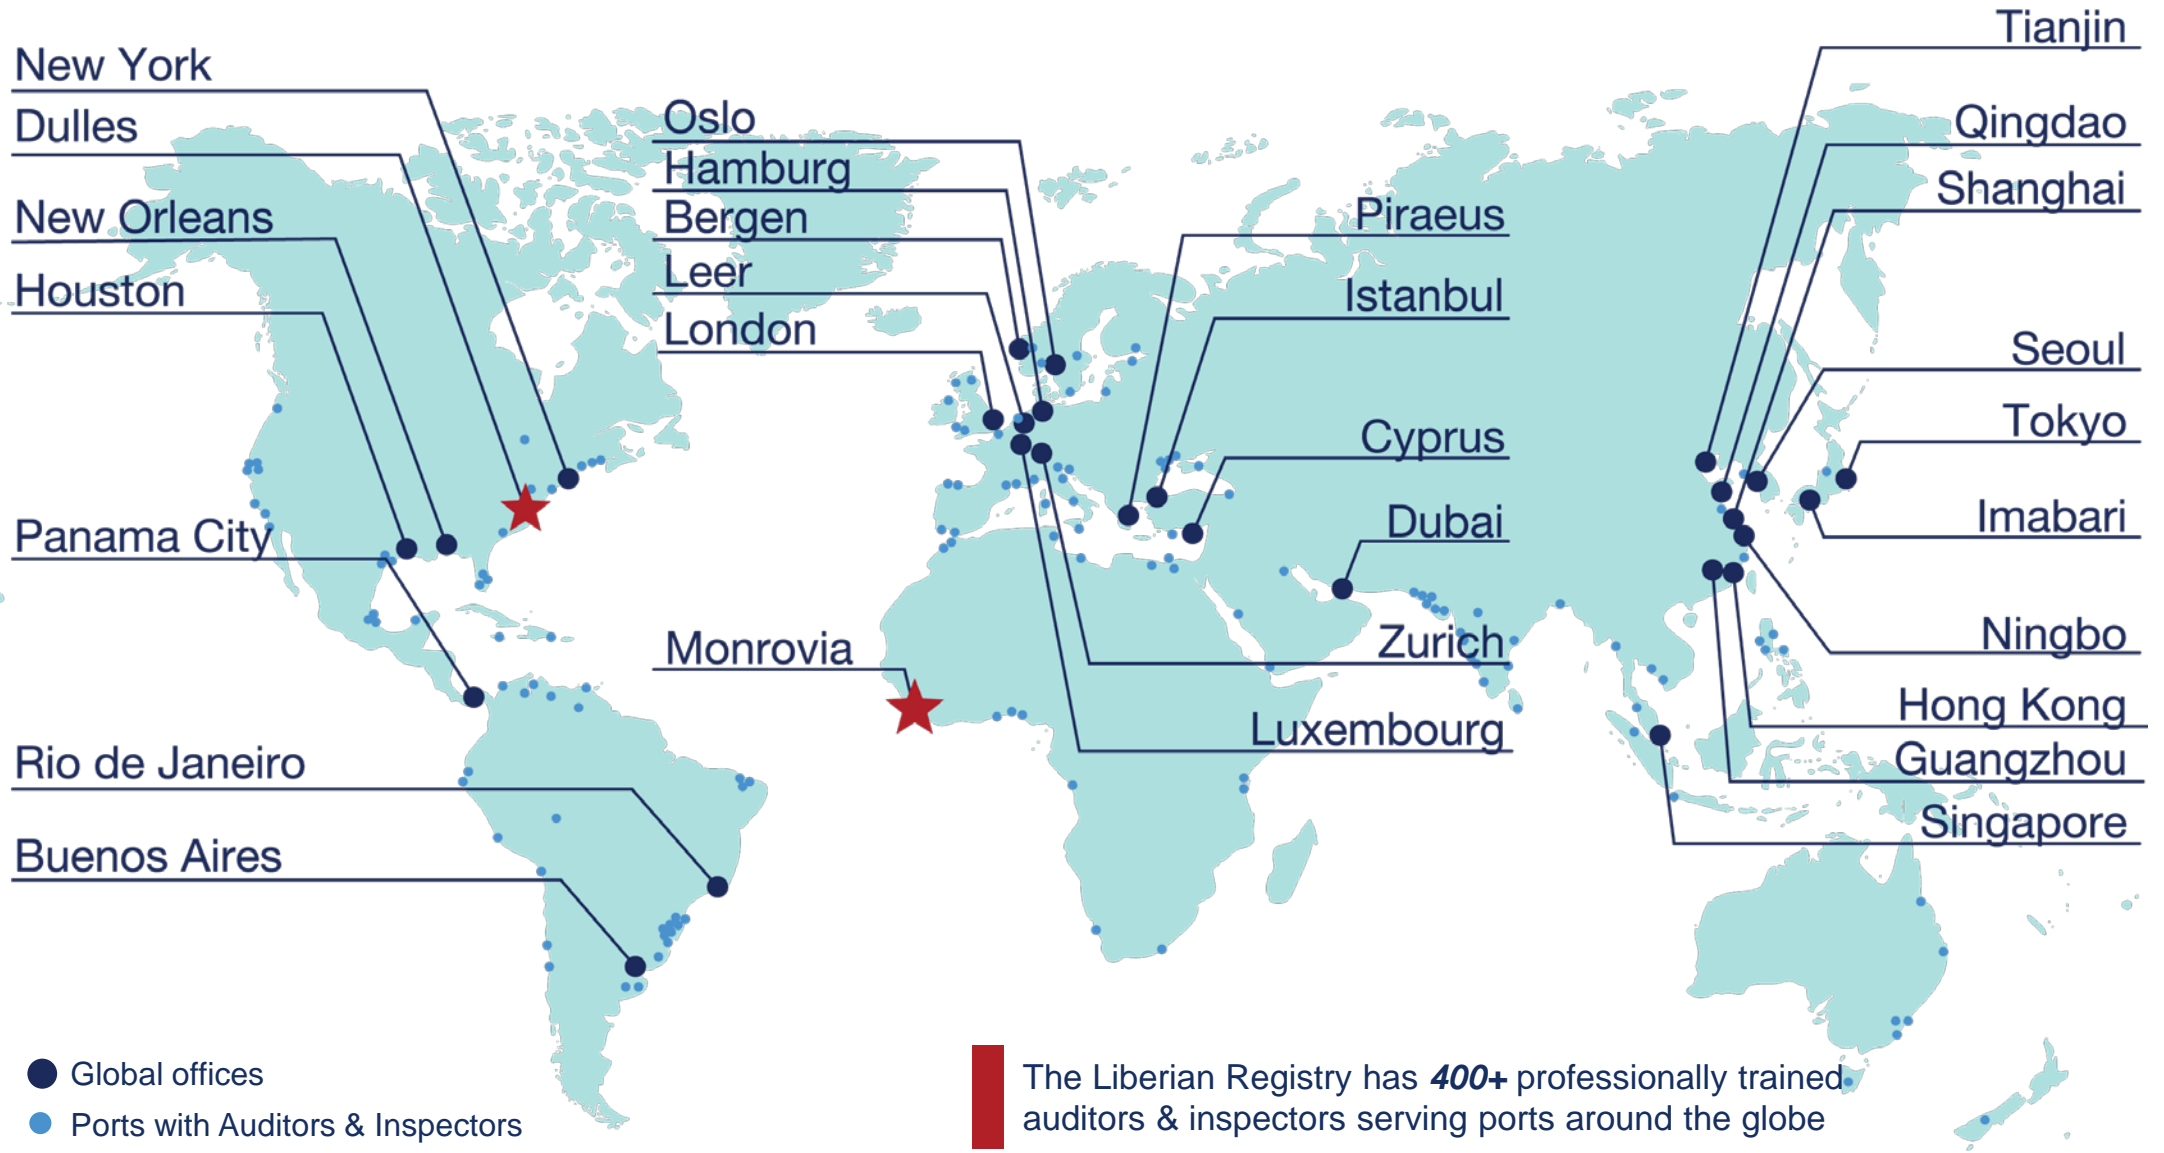 New York
Dulles
New Orleans
Houston
Panama City
Rio de Janeiro
Buenos Aires
Oslo
Hamburg
Bergen
Leer
London
Monrovia
Piraeus
Istanbul
Cyprus
Dubai
Zurich
Luxembourg
Tianjin
Qingdao
Shanghai
Seoul
Tokyo
Imabari
Ningbo
Hong Kong
Guangzhou
Singapore
Global offices
Ports with Auditors & Inspectors
The Liberian Registry has 400+ professionally trained
auditors & inspectors serving ports around the globe